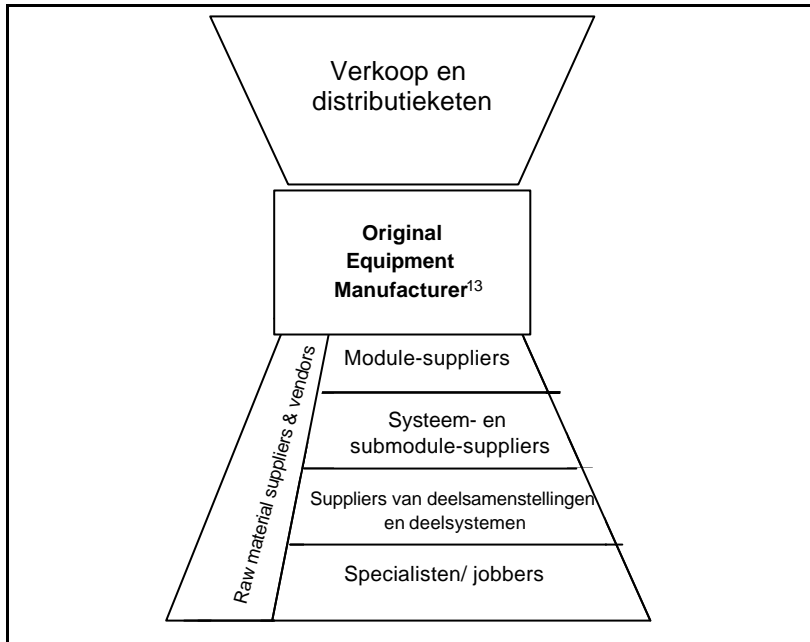 Verkoop en
distributieketen
Original
Equipment
Manufacturer13
Raw material suppliers & vendors
Module-suppliers
Systeem- en
submodule-suppliers
Suppliers van deelsamenstellingen
en deelsystemen
Specialisten/ jobbers